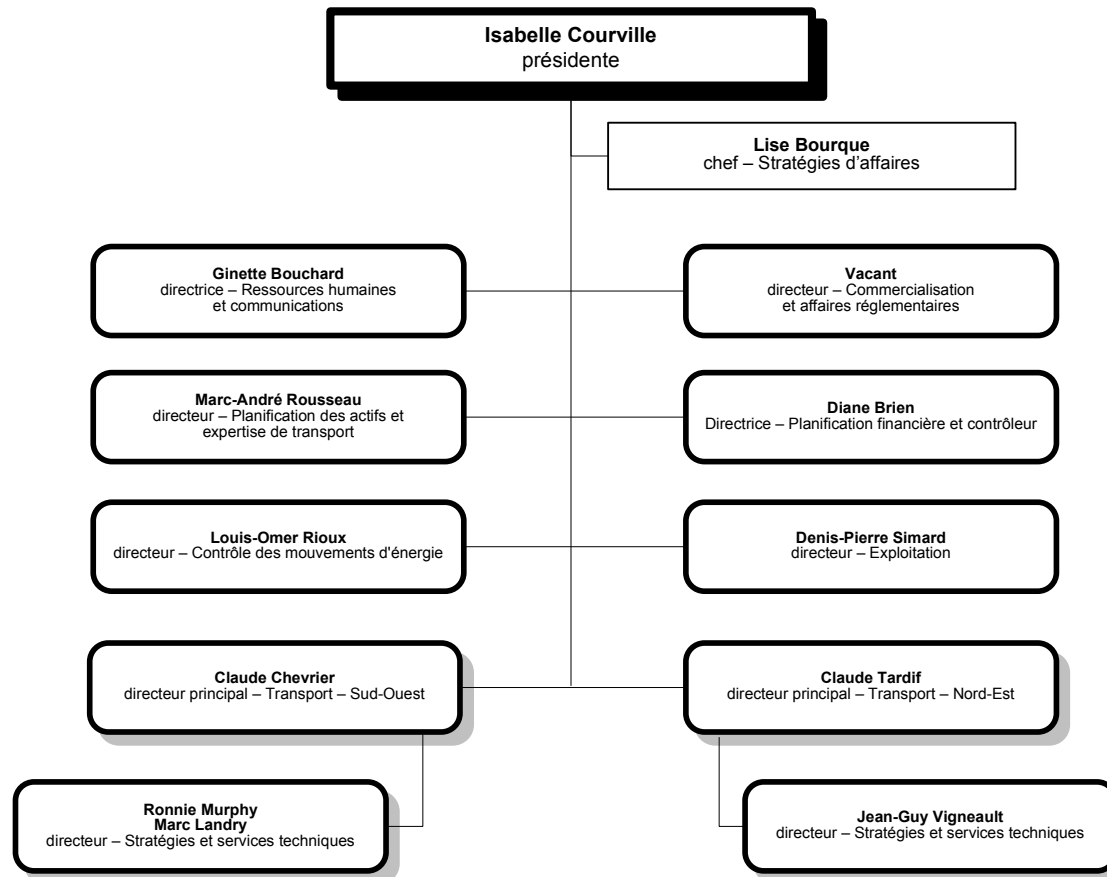 Isabelle Courville
présidente
Lise Bourque
chef – Stratégies d'affaires
Ginette Bouchard
directrice – Ressources humaines
et communications
Vacant
directeur – Commercialisation
et affaires réglementaires
Marc-André Rousseau
directeur – Planification des actifs et
expertise de transport
Diane Brien
Directrice – Planification financière et contrôleur
Louis-Omer Rioux
directeur – Contrôle des mouvements d'énergie
Denis-Pierre Simard
directeur – Exploitation
Claude Chevrier
directeur principal – Transport – Sud-Ouest
Claude Tardif
directeur principal – Transport – Nord-Est
Ronnie Murphy
Marc Landry
directeur – Stratégies et services techniques
Jean-Guy Vigneault
directeur – Stratégies et services techniques